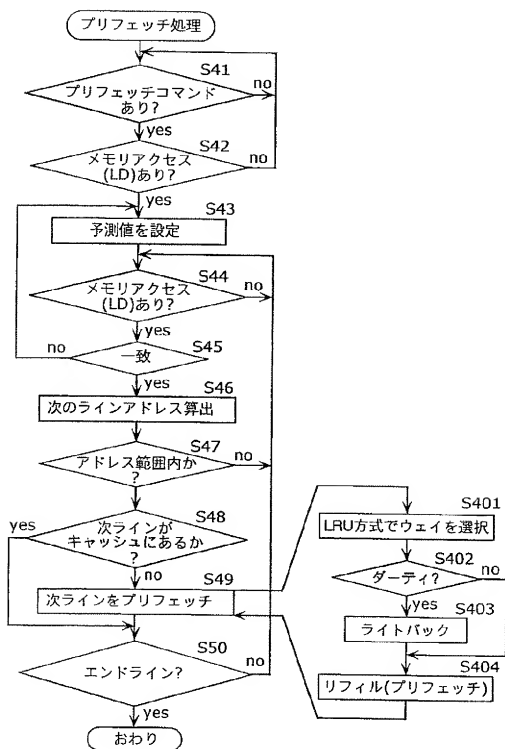 プリフェッチ処理
S41
プリフェッチコマンド
あり?
no
yes
S42
メモリアクセス
(LD)あり?
no
yes
S43
予測値を設定
S44
メモリアクセス
(LD)あり?
no
yes
S45
一致
no
yes
S46
次のラインアドレス算出
S47
アドレス範囲内か
?
no
yes
S48
次ラインが
キャッシュにあるか
?
yes
no
S49
次ラインをプリフェッチ
S50
エンドライン?
no
yes
おわり
S401
LRU方式でウェイを選択
S402
ダーティ?
no
yes
S403
ライトバック
S404
リフィル(プリフェッチ)